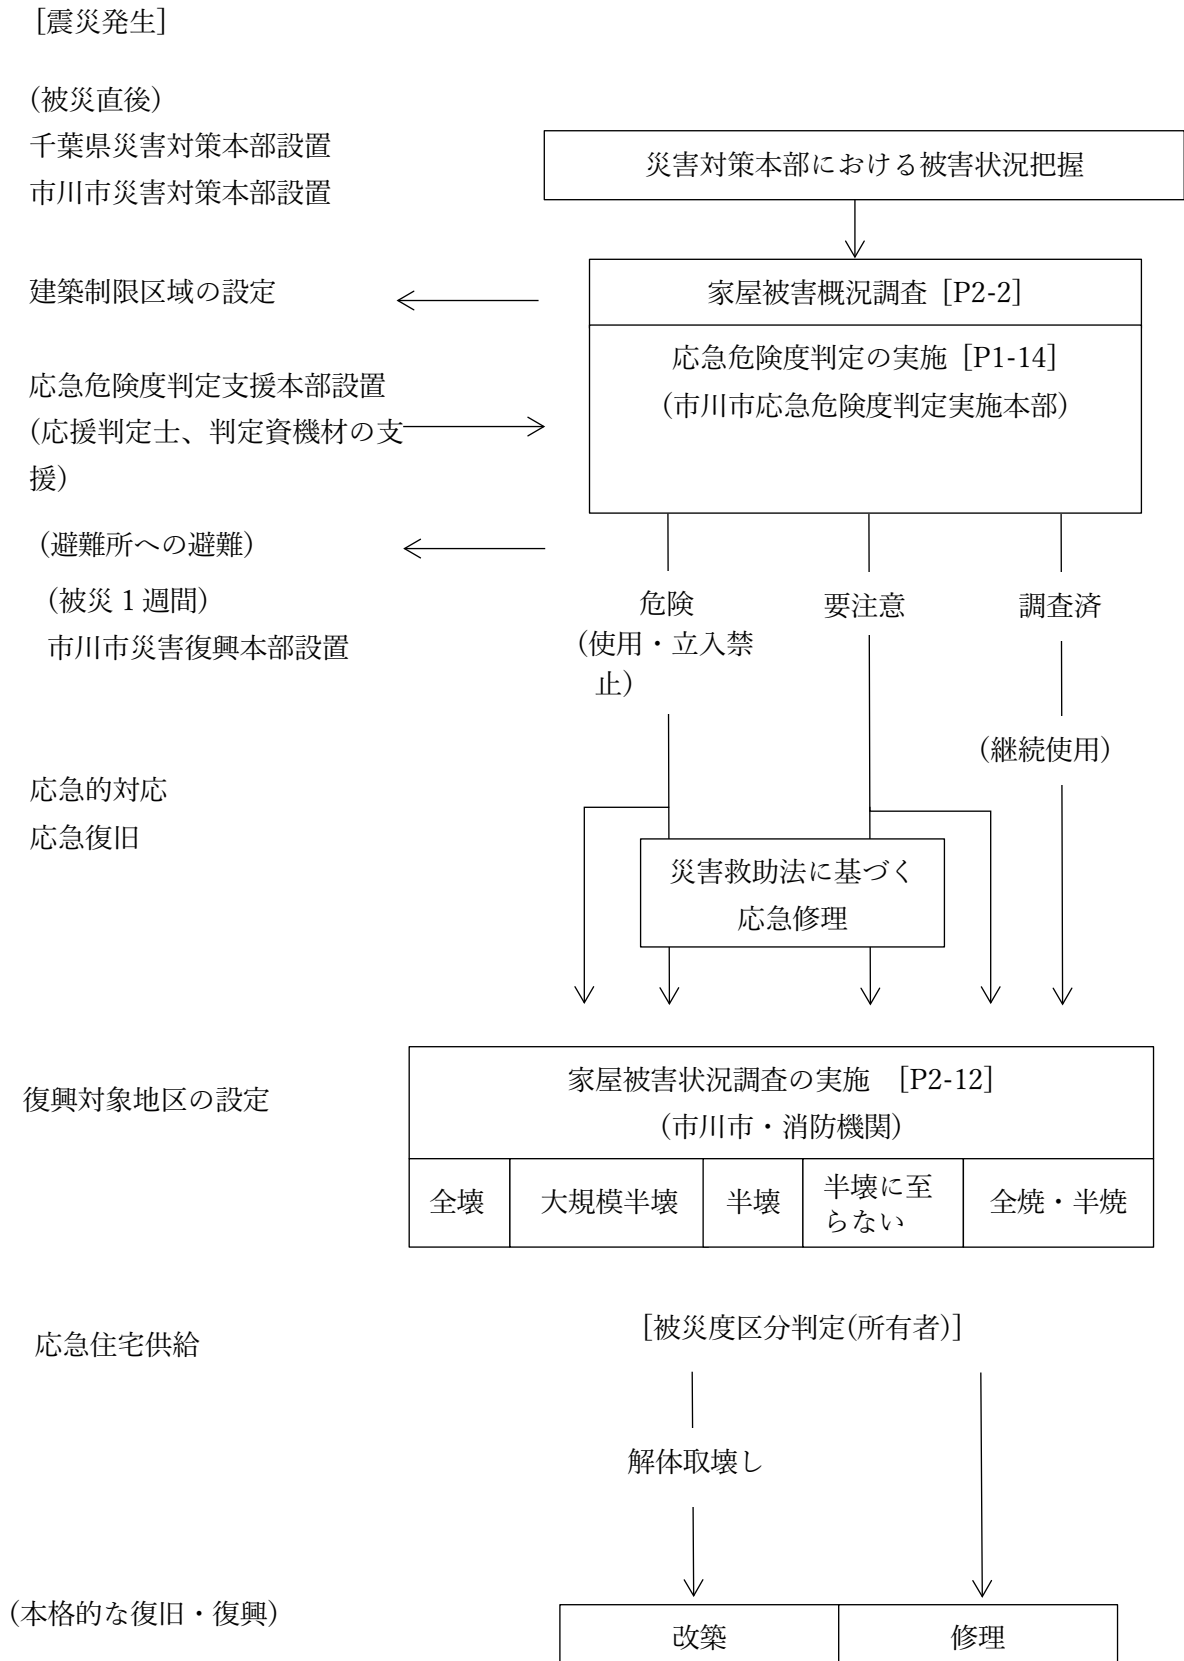 [震災発生]
(被災直後)
千葉県災害対策本部設置
市川市災害対策本部設置
災害対策本部における被害状況把握
建築制限区域の設定
家屋被害概況調査 [P2-2]
応急危険度判定の実施 [P1-14]
(市川市応急危険度判定実施本部)
応急危険度判定支援本部設置
(応援判定士、判定資機材の支
援)
(避難所への避難)
(被災 1 週間)
市川市災害復興本部設置
危険
(使用・立入禁
止)
要注意
調査済
(継続使用)
応急的対応
応急復旧
災害救助法に基づく
応急修理
復興対象地区の設定
家屋被害状況調査の実施 [P2-12]
(市川市・消防機関)
全壊
大規模半壊
半壊
半壊に至
らない
全焼・半焼
応急住宅供給
[被災度区分判定(所有者)]
解体取壊し
(本格的な復旧・復興)
改築
修理